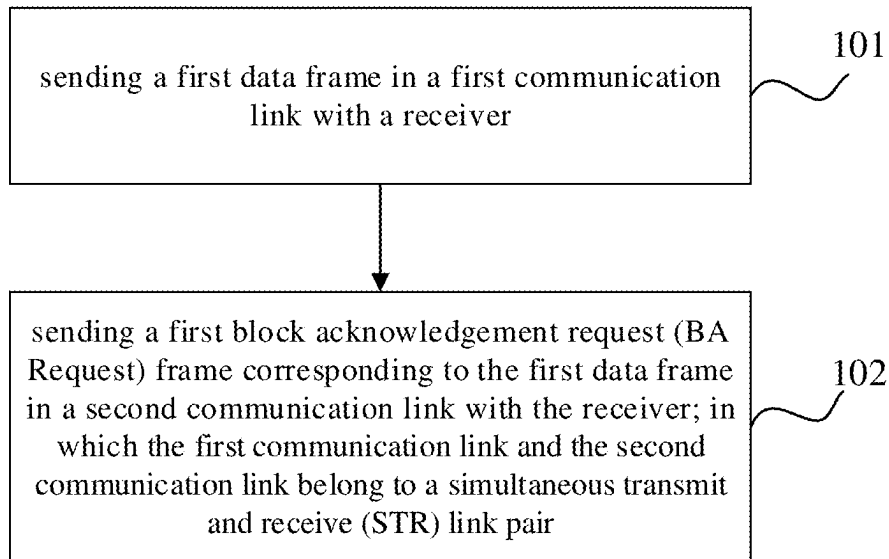 sending a first data frame in a first communication
link with a receiver
101
sending a first block acknowledgement request (BA
Request) frame corresponding to the first data frame
in a second communication link with the receiver; in
which the first communication link and the second
communication link belong to a simultaneous transmit
and receive (STR) link pair
102